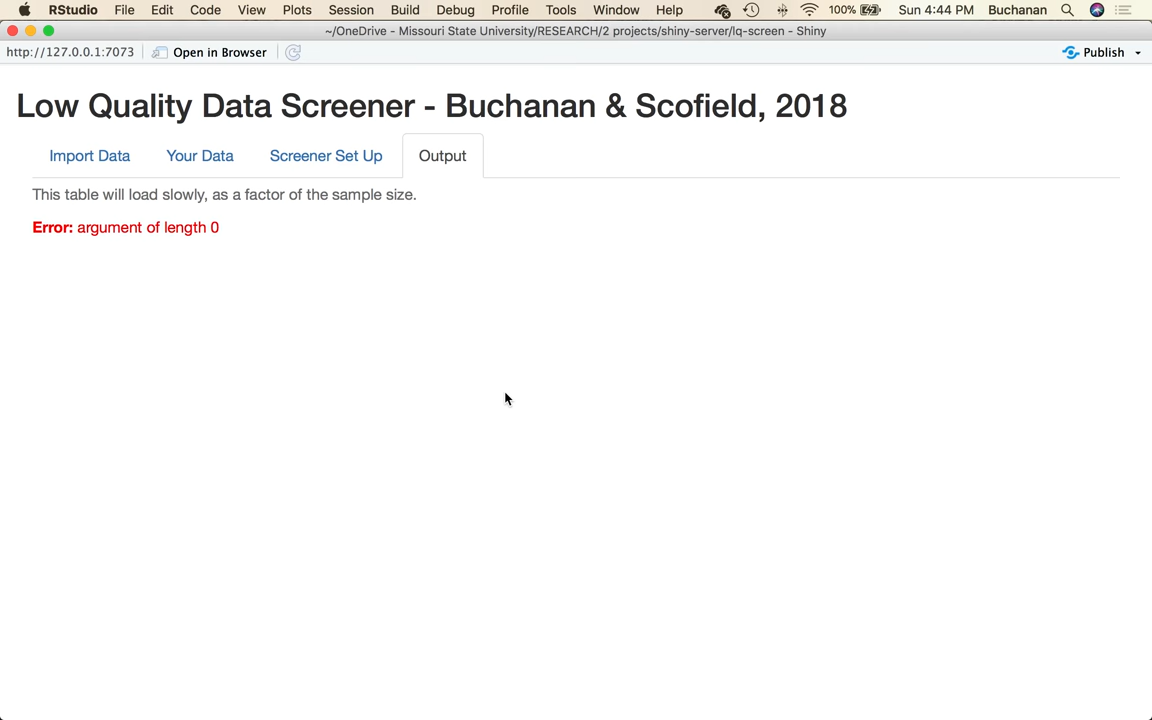 RStudio File Edit Code View Plots Session Build Debug Profile Tools Window Help 100% Sun 4:44 PM Buchanan
~/OneDrive - Missouri State University/RESEARCH/2 projects/shiny-server/lq-screen - Shiny
http://127.0.0.1:7073 Open in Browser Publish
Low Quality Data Screener - Buchanan & Scofield, 2018
Import Data Your Data Screener Set Up Output
This table will load slowly, as a factor of the sample size.
Error: argument of length 0